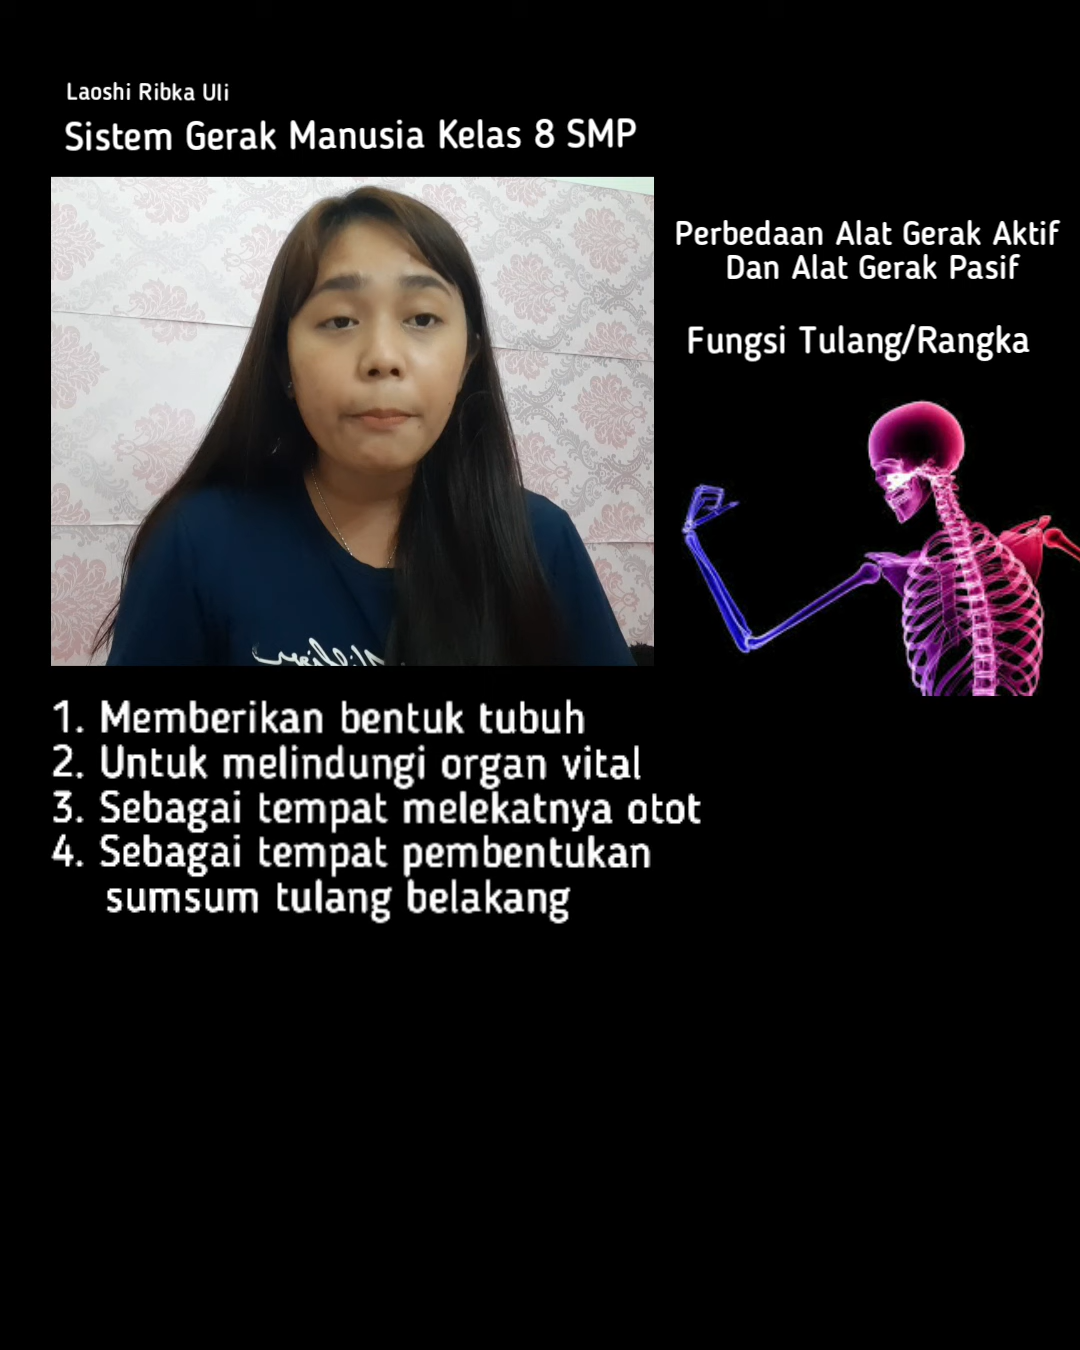 Laoshi Ribka Uli
Sistem Gerak Manusia Kelas 8 SMP
Perbedaan Alat Gerak Aktif
Dan Alat Gerak Pasif
Fungsi Tulang/Rangka
1. Memberikan bentuk tubuh
2. Untuk melindungi organ vital
3. Sebagai tempat melekatnya otot
4. Sebagai tempat pembentukan
sumsum tulang belakang